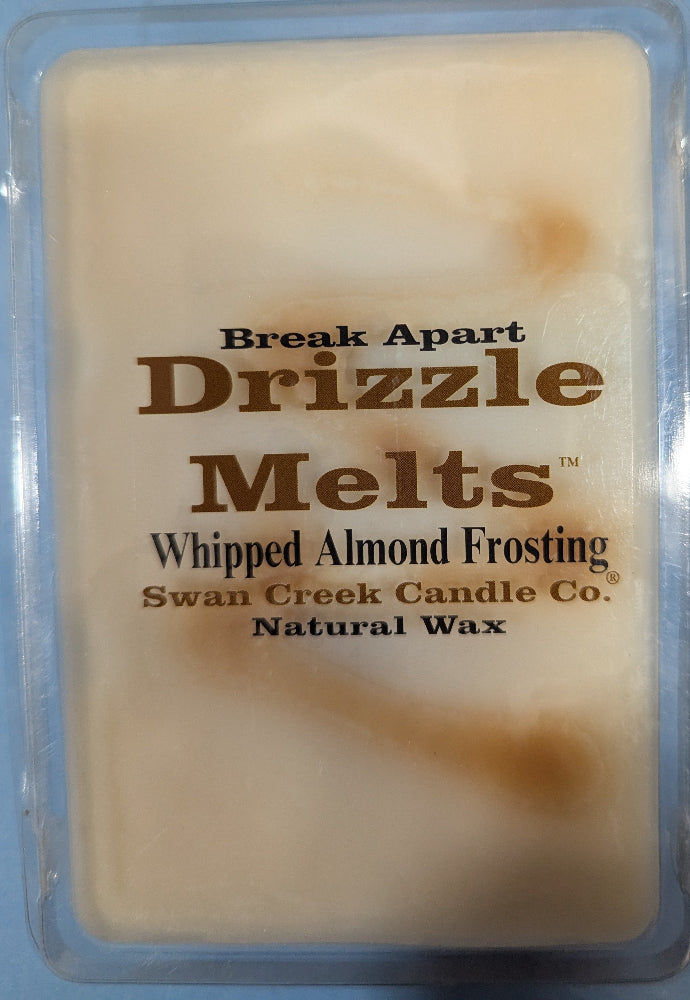 Break Apart
Drizzle
Melts™
Whipped Almond Frosting
Swan Creek Candle Co.®
Natural Wax